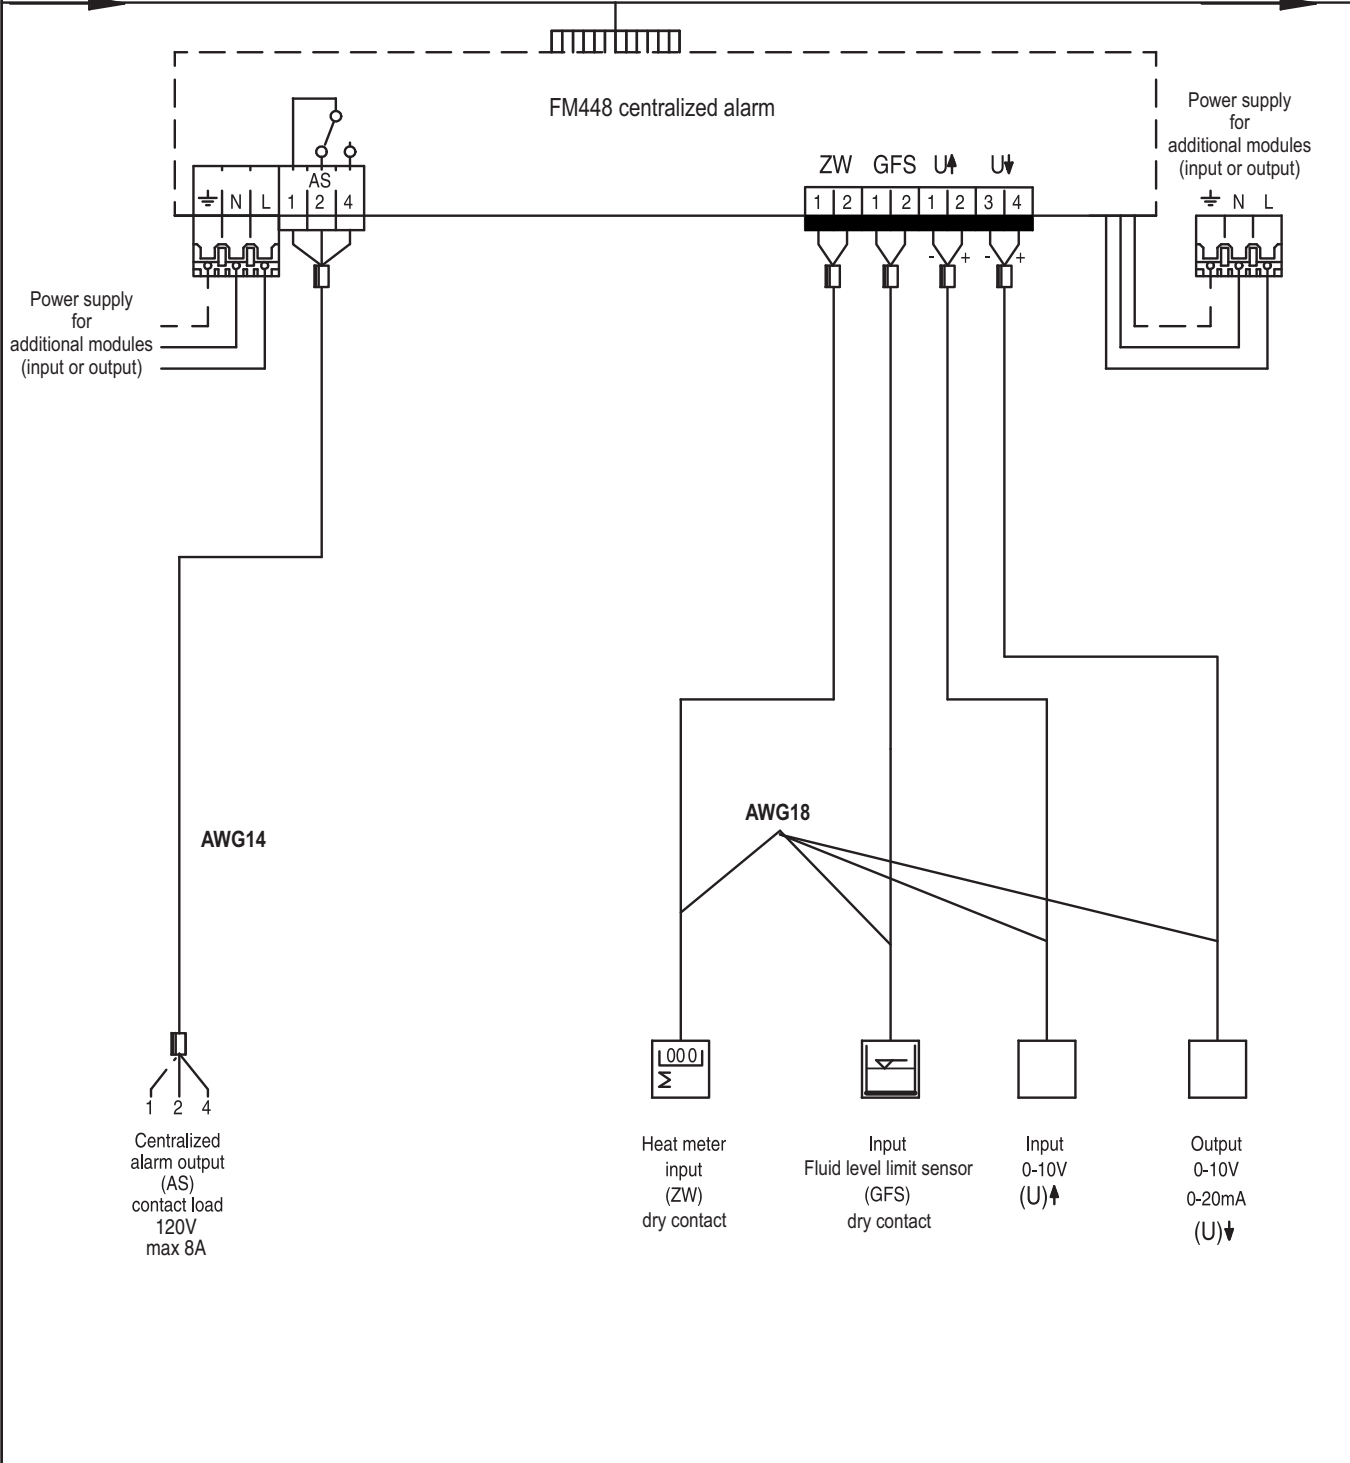 FM448 centralized alarm
Power supply
for
additional modules
(input or output)
N L
AS
N L 1 2 4
ZW GFS U U
1 2 1 2 1 2 3 4
- + - +
Power supply
for
additional modules
(input or output)
AWG18
AWG14
000
Σ
1 2 4
Centralized
alarm output
(AS)
contact load
120V
max 8A
Heat meter
input
(ZW)
dry contact
Input
Fluid level limit sensor
(GFS)
dry contact
Input
0-10V
(U)
Output
0-10V
0-20mA
(U)